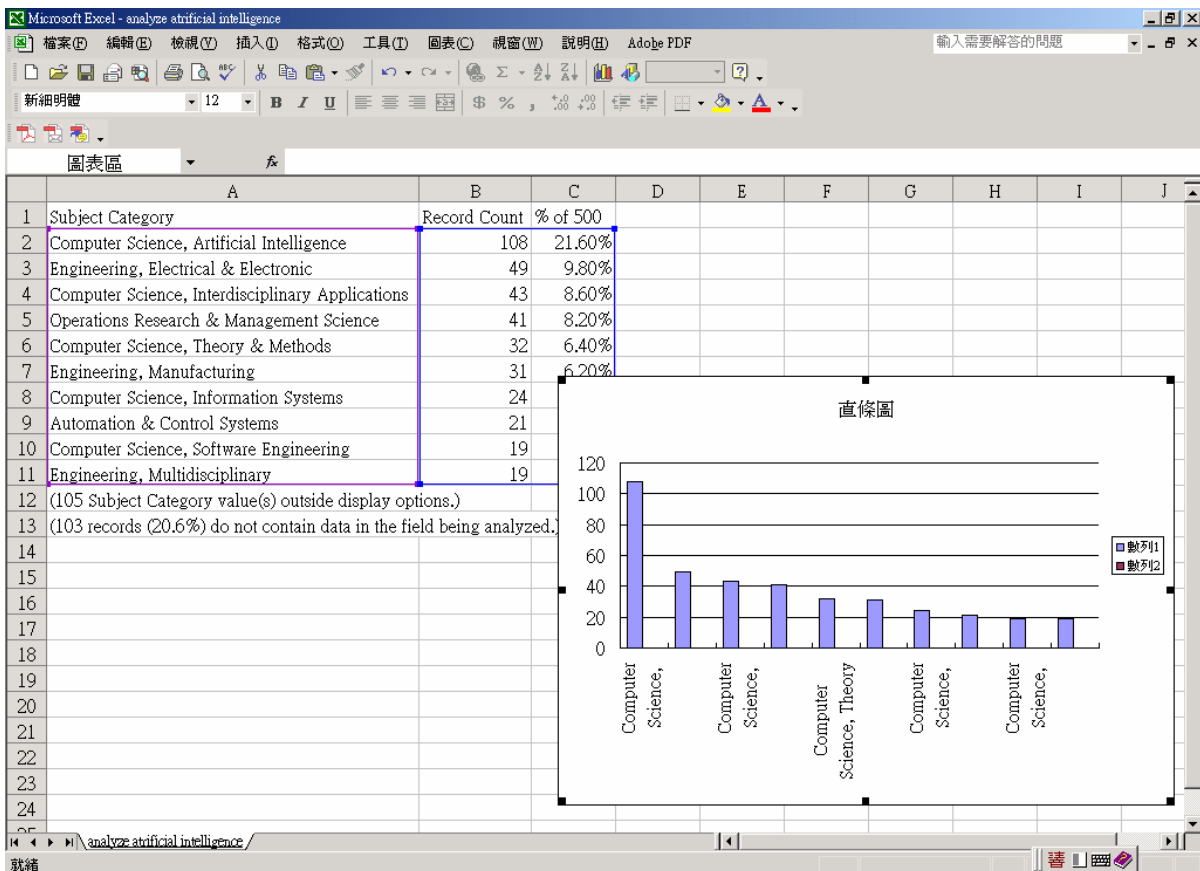 Microsoft Excel - analyze atrificial intelligence
檔案(F) 編輯(E) 檢視(V) 插入(I) 格式(O) 工具(T) 圖表(C) 視窗(W) 說明(H) Adobe PDF 輸入需要解答的問題
新細明體 12 B I U $ % ,
圖表區 fx
A B C D E F G H I J
1 Subject Category Record Count % of 500
2 Computer Science, Artificial Intelligence 108 21.60%
3 Engineering, Electrical & Electronic 49 9.80%
4 Computer Science, Interdisciplinary Applications 43 8.60%
5 Operations Research & Management Science 41 8.20%
6 Computer Science, Theory & Methods 32 6.40%
7 Engineering, Manufacturing 31 6.20%
8 Computer Science, Information Systems 24
9 Automation & Control Systems 21
10 Computer Science, Software Engineering 19
11 Engineering, Multidisciplinary 19
12 (105 Subject Category value(s) outside display options.)
13 (103 records (20.6%) do not contain data in the field being analyzed.)
14
15
16
17
18
19
20
21
22
23
24
直條圖
120
100
80
60
40
20
0
數列1
數列2
Computer Science,
Computer Science,
Computer Science, Theory
Computer Science,
Computer Science,
analyze atrificial intelligence
就緒